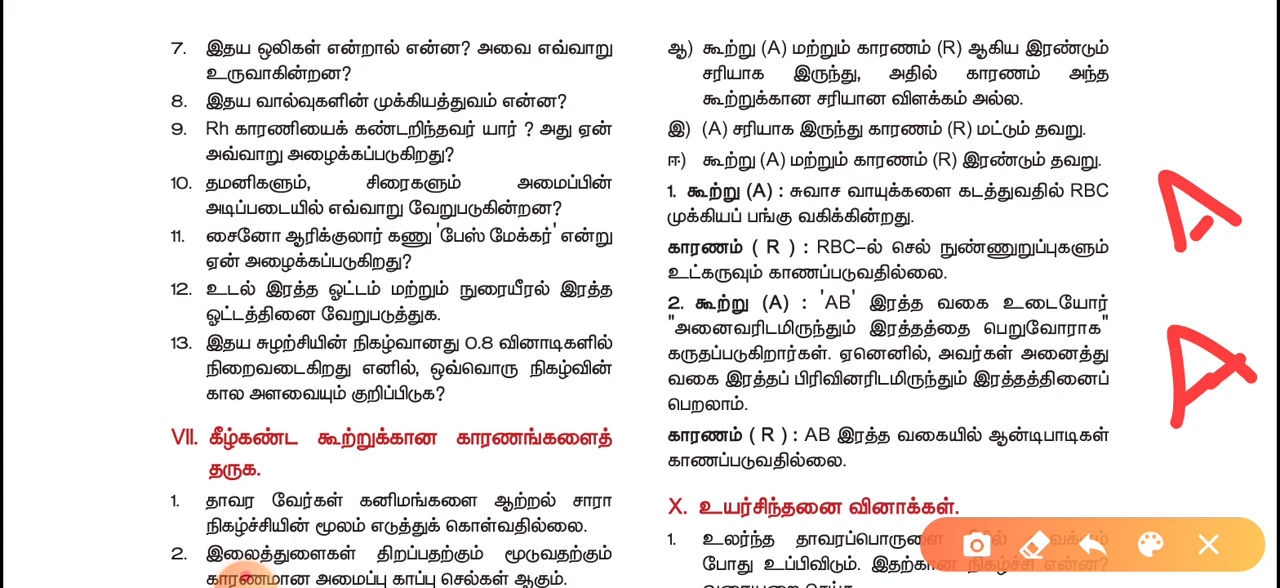 7. இதய ஒலிகள் என்றால் என்ன? அவை எவ்வாறு
உருவாகின்றன?
8. இதய வால்வுகளின் முக்கியத்துவம் என்ன?
9. Rh காரணியைக் கண்டறிந்தவர் யார் ? அது ஏன்
அவ்வாறு அழைக்கப்படுகிறது?
10. தமனிகளும், சிரைகளும் அமைப்பின்
அடிப்படையில் எவ்வாறு வேறுபடுகின்றன?
11. சைனோ ஆரிக்குலார் கணு 'பேஸ் மேக்கர்' என்று
ஏன் அழைக்கப்படுகிறது?
12. உடல் இரத்த ஓட்டம் மற்றும் நுரையீரல் இரத்த
ஓட்டத்தினை வேறுபடுத்துக.
13. இதய சுழற்சியின் நிகழ்வானது 0.8 வினாடிகளில்
நிறைவடைகிறது எனில், ஒவ்வொரு நிகழ்வின்
கால அளவையும் குறிப்பிடுக?
VII. கீழ்கண்ட கூற்றுக்கான காரணங்களைத்
தருக.
1. தாவர வேர்கள் கனிமங்களை ஆற்றல் சாரா
நிகழ்ச்சியின் மூலம் எடுத்துக் கொள்வதில்லை.
2. இலைத்துளைகள் திறப்பதற்கும் மூடுவதற்கும்
காரணமான அமைப்பு காப்பு செல்கள் ஆகும்.
ஆ) கூற்று (A) மற்றும் காரணம் (R) ஆகிய இரண்டும்
சரியாக இருந்து, அதில் காரணம் அந்த
கூற்றுக்கான சரியான விளக்கம் அல்ல.
இ) (A) சரியாக இருந்து காரணம் (R) மட்டும் தவறு.
ஈ) கூற்று (A) மற்றும் காரணம் (R) இரண்டும் தவறு.
1. கூற்று (A) : சுவாச வாயுக்களை கடத்துவதில் RBC
முக்கியப் பங்கு வகிக்கின்றது.
காரணம் ( R ) : RBC–ல் செல் நுண்ணுறுப்புகளும்
உட்கருவும் காணப்படுவதில்லை.
2. கூற்று (A) : 'AB' இரத்த வகை உடையோர்
"அனைவரிடமிருந்தும் இரத்தத்தை பெறுவோராக"
கருதப்படுகிறார்கள். ஏனெனில், அவர்கள் அனைத்து
வகை இரத்தப் பிரிவினரிடமிருந்தும் இரத்தத்தினைப்
பெறலாம்.
காரணம் ( R ) : AB இரத்த வகையில் ஆன்டிபாடிகள்
காணப்படுவதில்லை.
X. உயர்சிந்தனை வினாக்கள்.
1. உலர்ந்த தாவரப்பொருளை
போது உப்பிவிடும். இதற்கான நிகழ்ச்சி என்ன?